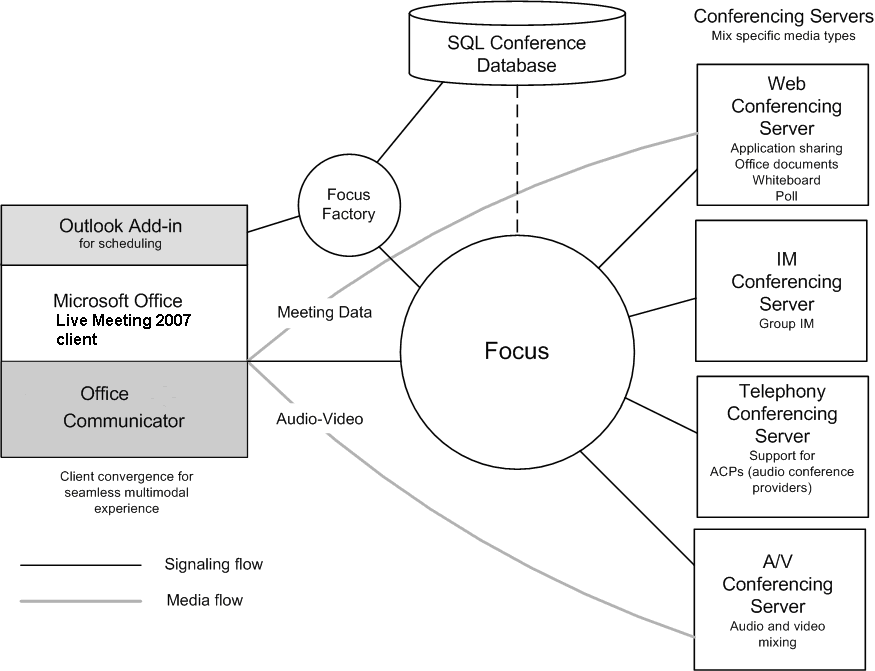 Conferencing Servers
Mix specific media types
SQL Conference
Database
Web
Conferencing
Server
Application sharing
Office documents
Whiteboard
Poll
Focus
Factory
Outlook Add-in
for scheduling
IM
Conferencing
Server
Group IM
Microsoft Office
Live Meeting 2007
client
Meeting Data
Focus
Office
Communicator
Audio-Video
Telephony
Conferencing
Server
Support for
ACPs (audio conference
providers)
Client convergence for
seamless multimodal
experience
A/V
Conferencing
Server
Audio and video
mixing
Signaling flow
Media flow